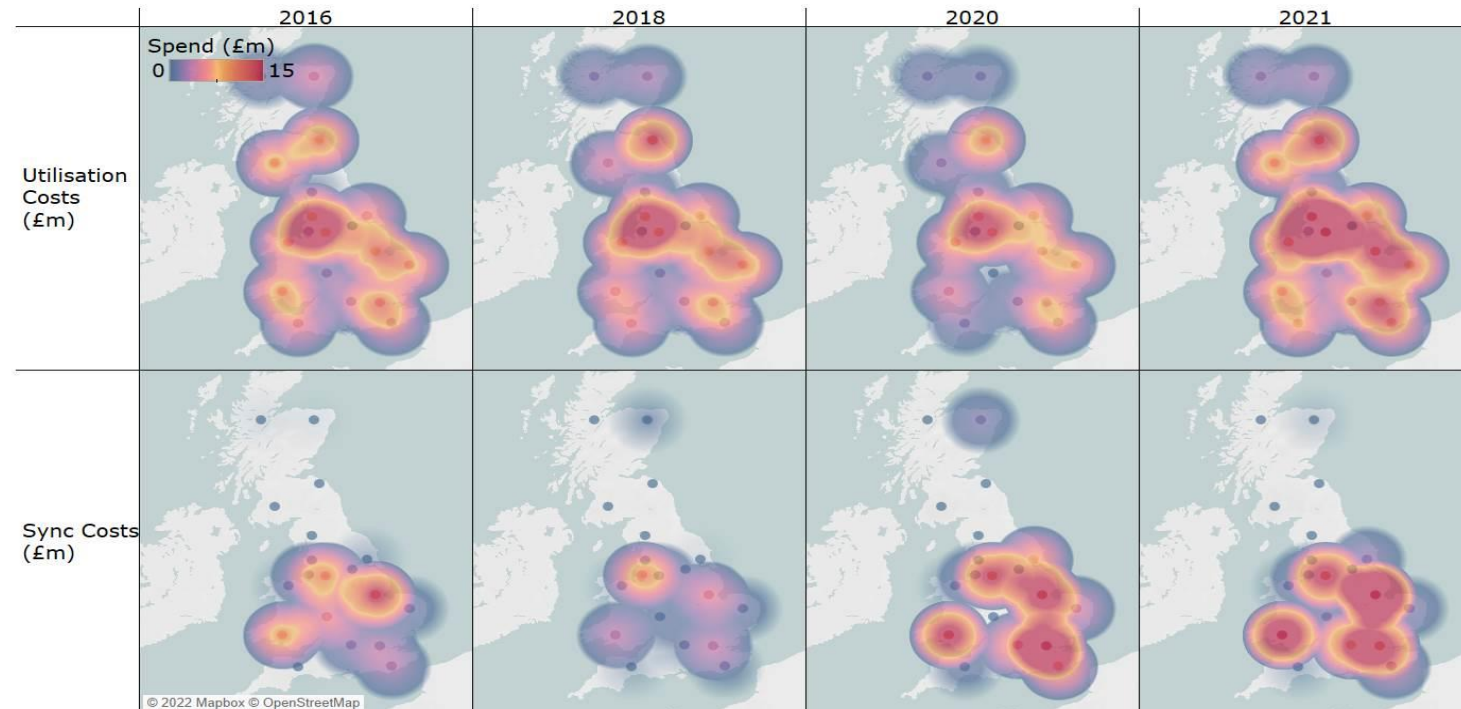 2016 2018 2020 2021
Spend (£m)
0 15
Utilisation
Costs
(£m)
Sync Costs
(£m)
© 2022 Mapbox © OpenStreetMap